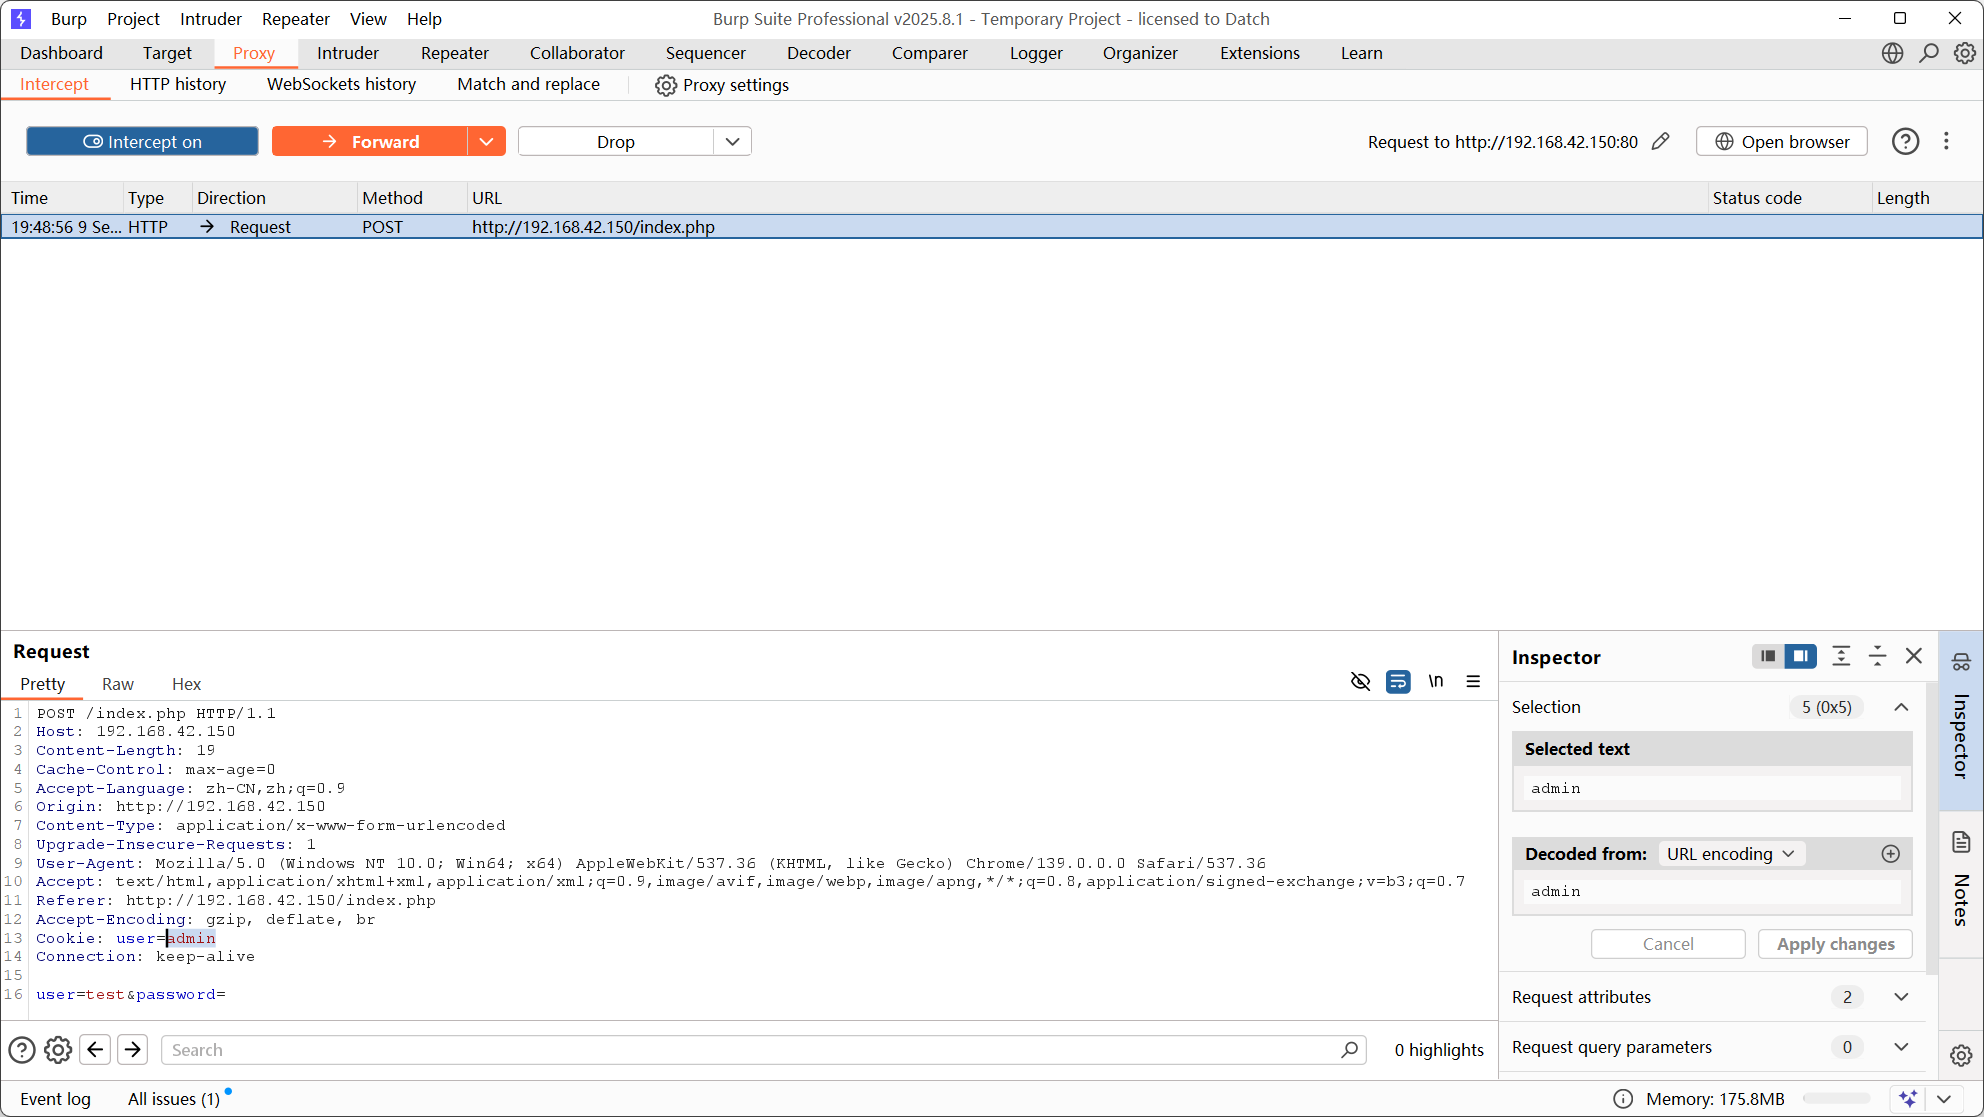 Burp Project Intruder Repeater View Help Burp Suite Professional v2025.8.1 - Temporary Project - licensed to Datch
Dashboard Target Proxy Intruder Repeater Collaborator Sequencer Decoder Comparer Logger Organizer Extensions Learn
Intercept HTTP history WebSockets history Match and replace Proxy settings
Intercept on Forward Drop Request to http://192.168.42.150:80 Open browser
Time Type Direction Method URL Status code Length
19:48:56 9 Se... HTTP Request POST http://192.168.42.150/index.php
Request
Pretty Raw Hex \n
1 POST /index.php HTTP/1.1
2 Host: 192.168.42.150
3 Content-Length: 19
4 Cache-Control: max-age=0
5 Accept-Language: zh-CN,zh;q=0.9
6 Origin: http://192.168.42.150
7 Content-Type: application/x-www-form-urlencoded
8 Upgrade-Insecure-Requests: 1
9 User-Agent: Mozilla/5.0 (Windows NT 10.0; Win64; x64) AppleWebKit/537.36 (KHTML, like Gecko) Chrome/139.0.0.0 Safari/537.36
10 Accept: text/html,application/xhtml+xml,application/xml;q=0.9,image/avif,image/webp,image/apng,*/*;q=0.8,application/signed-exchange;v=b3;q=0.7
11 Referer: http://192.168.42.150/index.php
12 Accept-Encoding: gzip, deflate, br
13 Cookie: user=admin
14 Connection: keep-alive
15
16 user=test&password=
Search 0 highlights
Inspector
Selection 5 (0x5)
Selected text
admin
Decoded from: URL encoding
admin
Cancel Apply changes
Request attributes 2
Request query parameters 0
Inspector
Notes
Event log All issues (1) Memory: 175.8MB